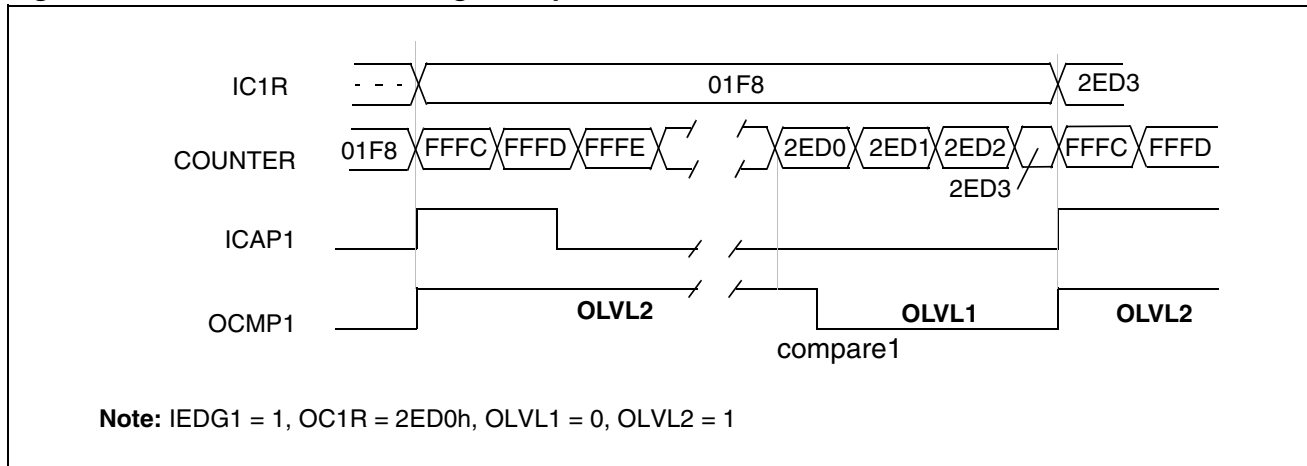 IC1R - - - 01F8 2ED3
COUNTER 01F8 FFFC FFFD FFFE 2ED0 2ED1 2ED2 FFFC FFFD
2ED3
ICAP1
OCMP1 OLVL2 OLVL1 OLVL2
compare1
Note: IEDG1 = 1, OC1R = 2ED0h, OLVL1 = 0, OLVL2 = 1